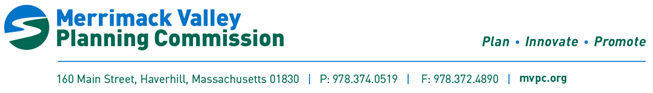 Merrimack Valley
Planning Commission
Plan • Innovate • Promote
160 Main Street, Haverhill, Massachusetts 01830 | P: 978.374.0519 | F: 978.372.4890 | mvpc.org